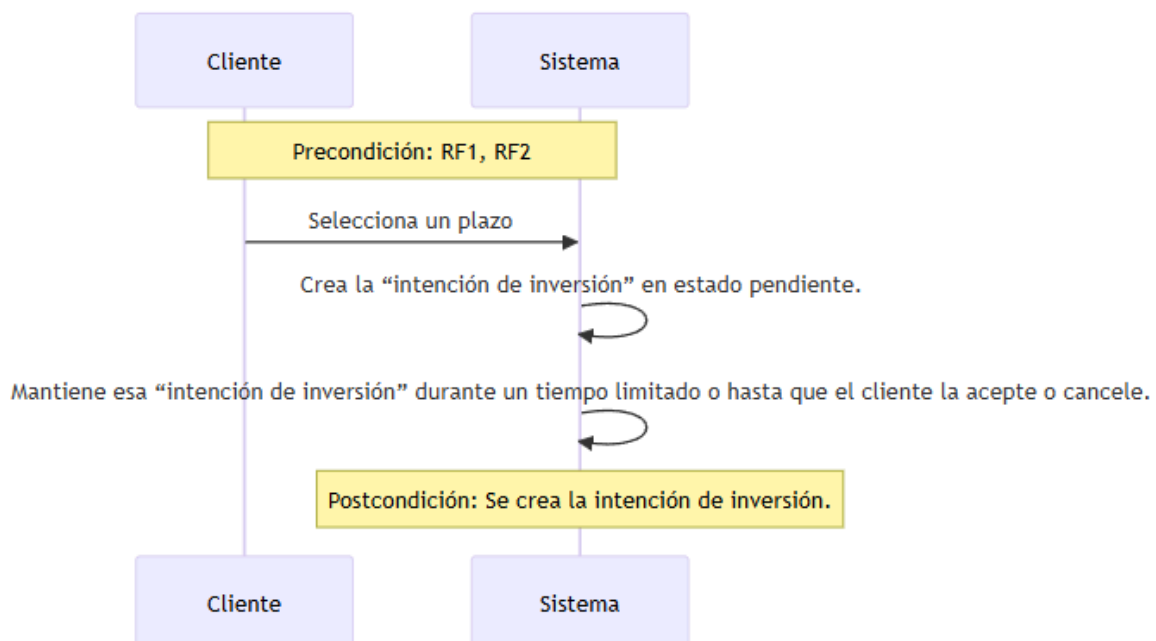 Cliente
Sistema
Precondición: RF1, RF2
Selecciona un plazo
Crea la “intención de inversión” en estado pendiente.
Mantiene esa “intención de inversión” durante un tiempo limitado o hasta que el cliente la acepte o cancele.
Postcondición: Se crea la intención de inversión.
Cliente
Sistema